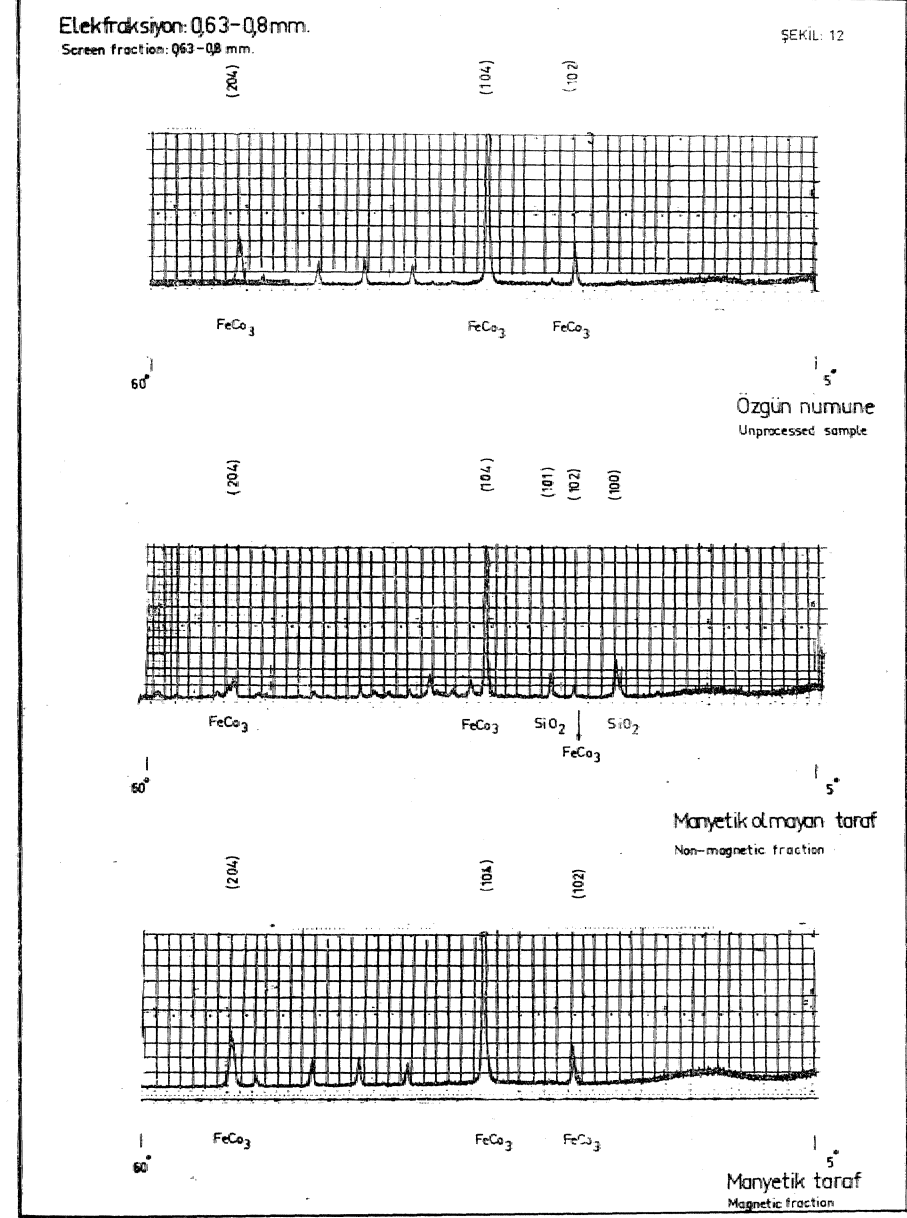 Elekfraksiyon: 0,63-0,8mm.
Screen fraction: 0,63-0,8 mm.
ŞEKİL: 12
(204) (104) (102)
FeCo3 FeCo3 FeCo3
60° 5°
Özgün numune
Unprocessed sample
(204) (104) (101) (102) (100)
FeCo3 FeCo3 SiO2 SiO2
FeCo3
60° 5°
Manyetik olmayan taraf
Non-magnetic fraction
(204) (104) (102)
FeCo3 FeCo3 FeCo3
60° 5°
Manyetik taraf
Magnetic fraction